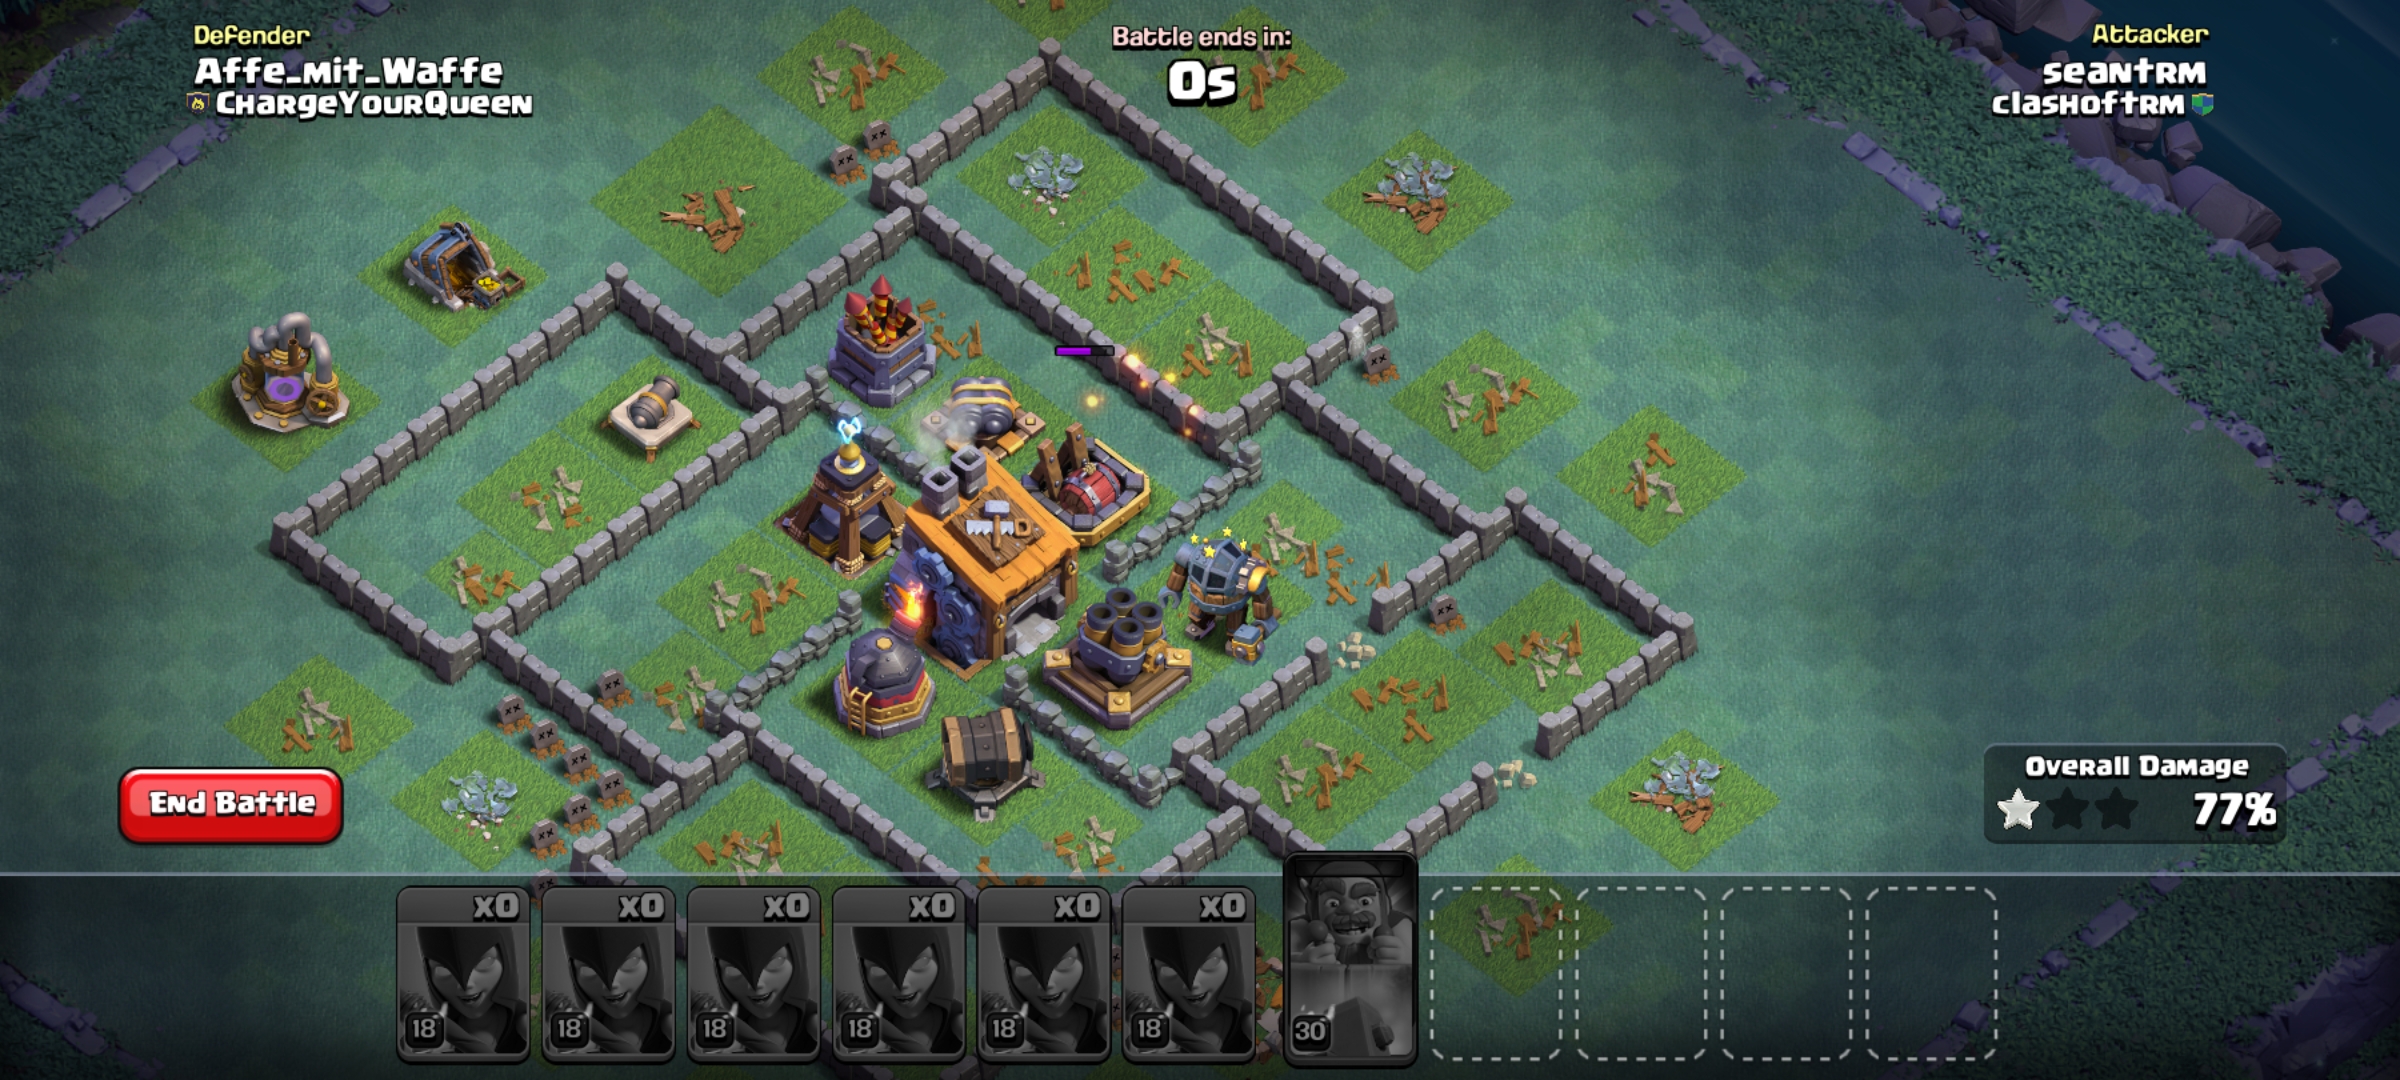 Defender
Affe_mit_Waffe
ChargeYourQueen
Battle ends in:
0s
Attacker
seantRM
clashoftRM
End Battle
Overall Damage
77%
x0
x0
x0
x0
x0
x0
18
18
18
18
18
18
30